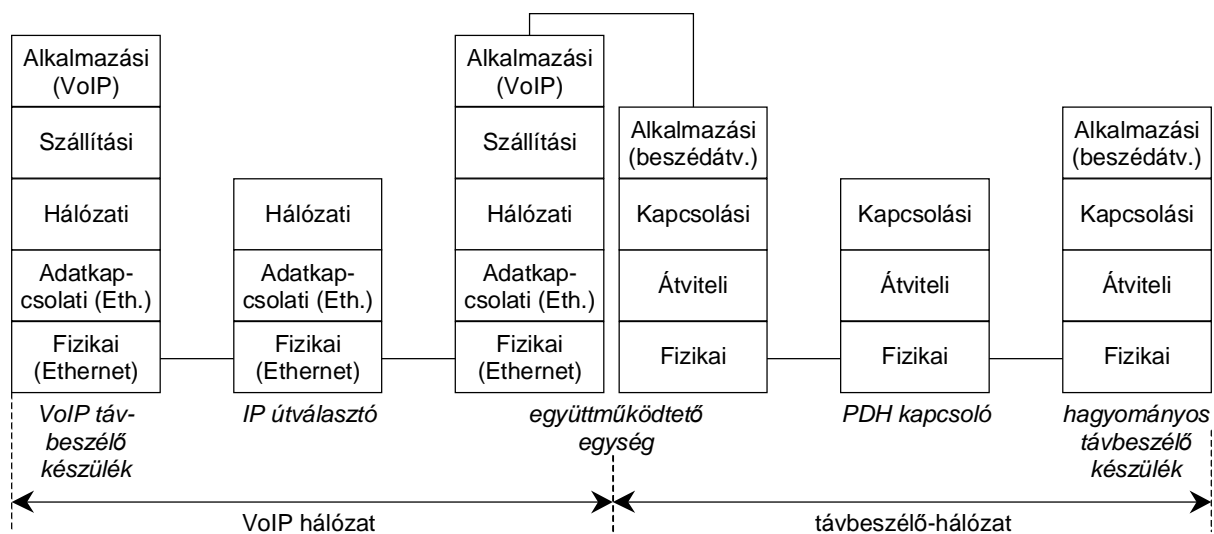 Alkalmazási
(VoIP)
Szállítási
Hálózati
Adatkap-
csolati (Eth.)
Fizikai
(Ethernet)
VoIP táv-
beszélő
készülék
Hálózati
Adatkap-
csolati (Eth.)
Fizikai
(Ethernet)
IP útválasztó
Alkalmazási
(VoIP)
Szállítási
Hálózati
Adatkap-
csolati (Eth.)
Fizikai
(Ethernet)
Alkalmazási
(beszédátv.)
Kapcsolási
Átviteli
Fizikai
együttműködtető
egység
Kapcsolási
Átviteli
Fizikai
PDH kapcsoló
Alkalmazási
(beszédátv.)
Kapcsolási
Átviteli
Fizikai
hagyományos
távbeszélő
készülék
VoIP hálózat
távbeszélő-hálózat